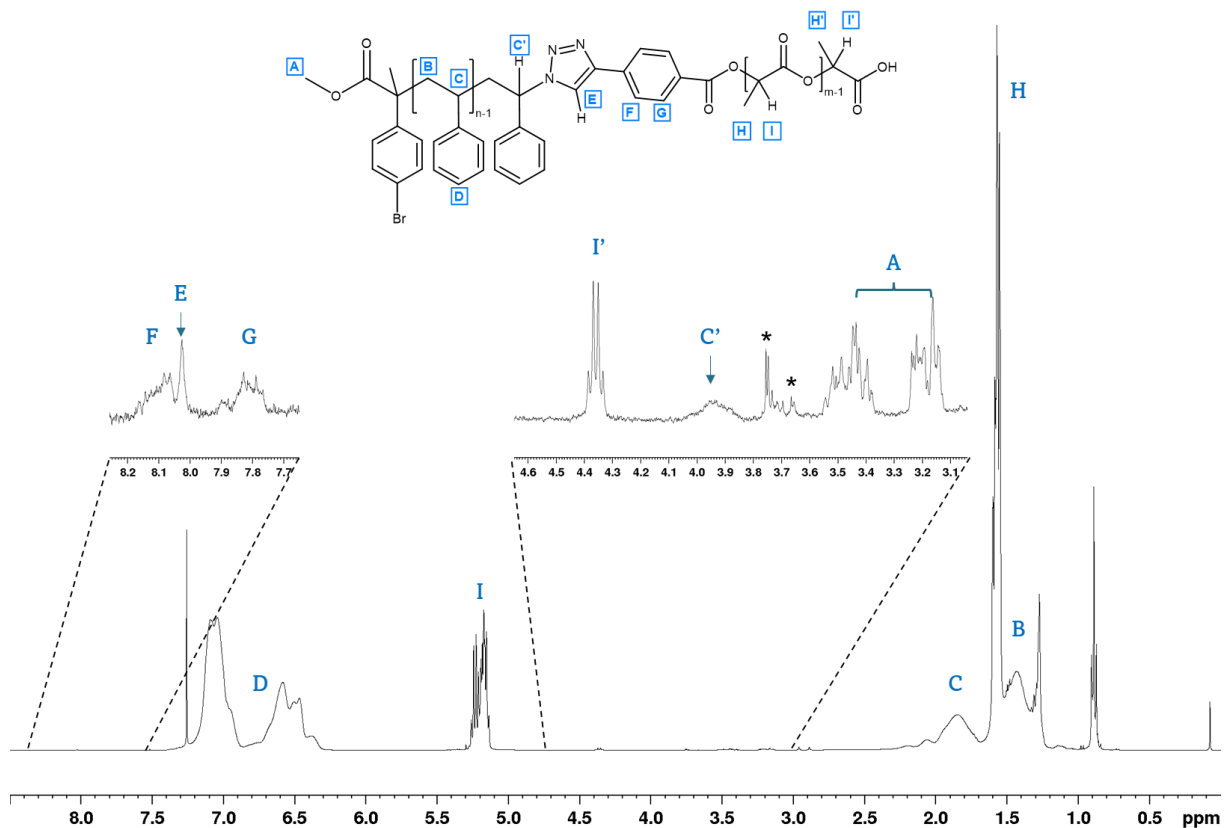 H' I'
A O B C C' N N N OH
O n-1 E H F G O O H H I O O m-1 O
D
Br
H
I'
A
E
F G C' * *
8.2 8.1 8.0 7.9 7.8 7.7 4.6 4.5 4.4 4.3 4.2 4.1 4.0 3.9 3.8 3.7 3.6 3.5 3.4 3.3 3.2 3.1
I
B
D C
8.0 7.5 7.0 6.5 6.0 5.5 5.0 4.5 4.0 3.5 3.0 2.5 2.0 1.5 1.0 0.5 ppm